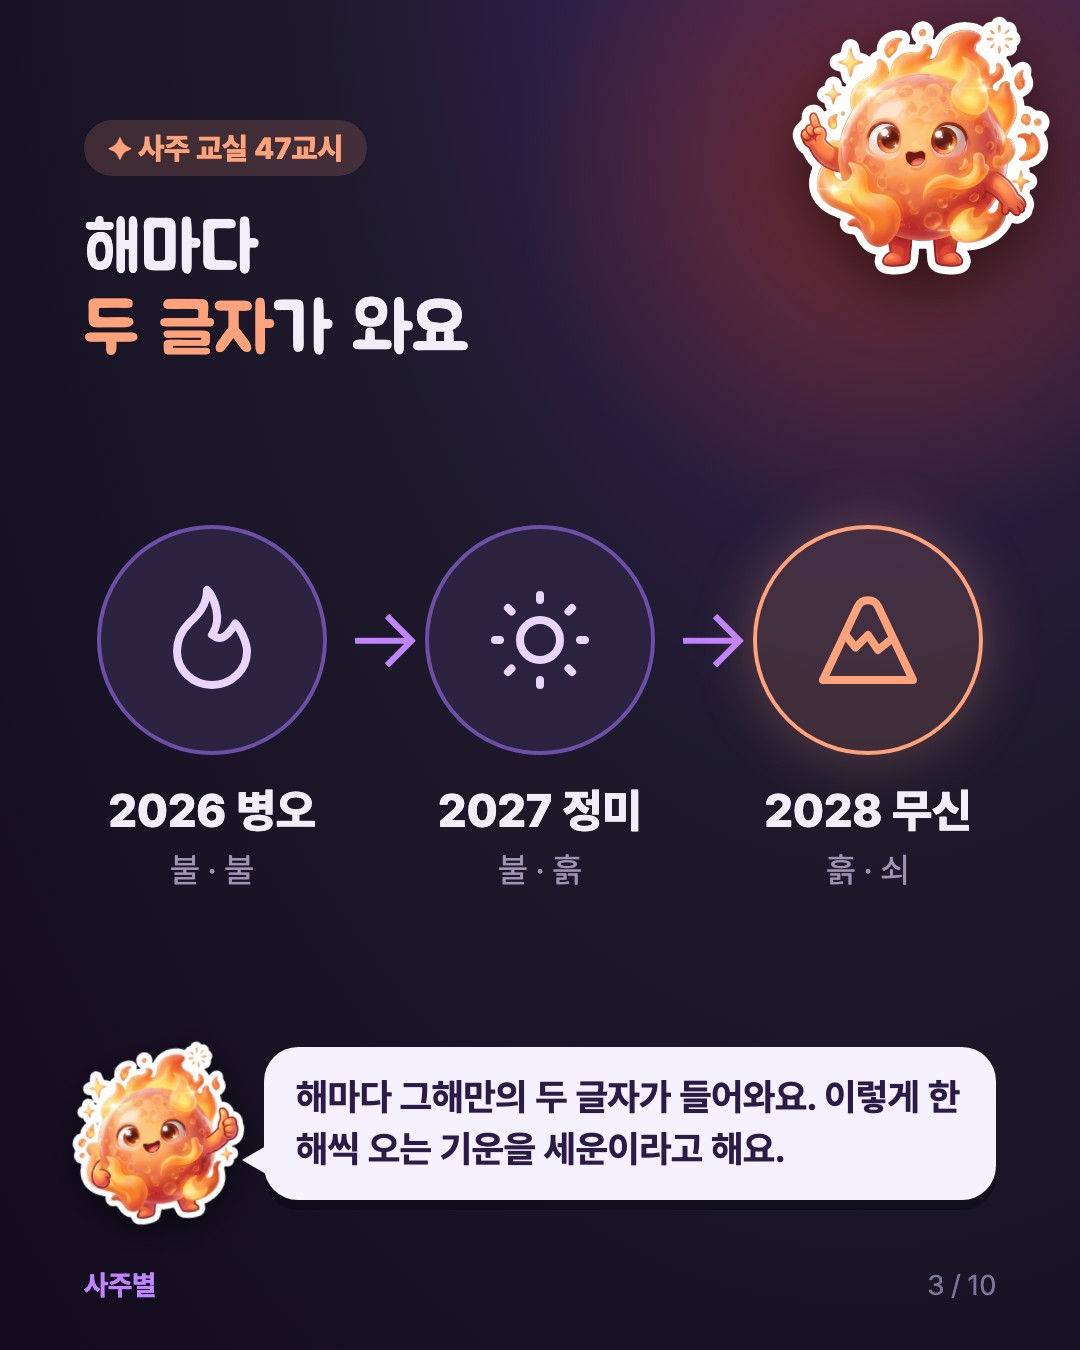 사주 교실 47교시
해마다
두 글자가 와요
2026 병오
불 · 불
2027 정미
불 · 흙
2028 무신
흙 · 쇠
해마다 그해만의 두 글자가 들어와요. 이렇게 한
해씩 오는 기운을 세운이라고 해요.
사주별
3 / 10